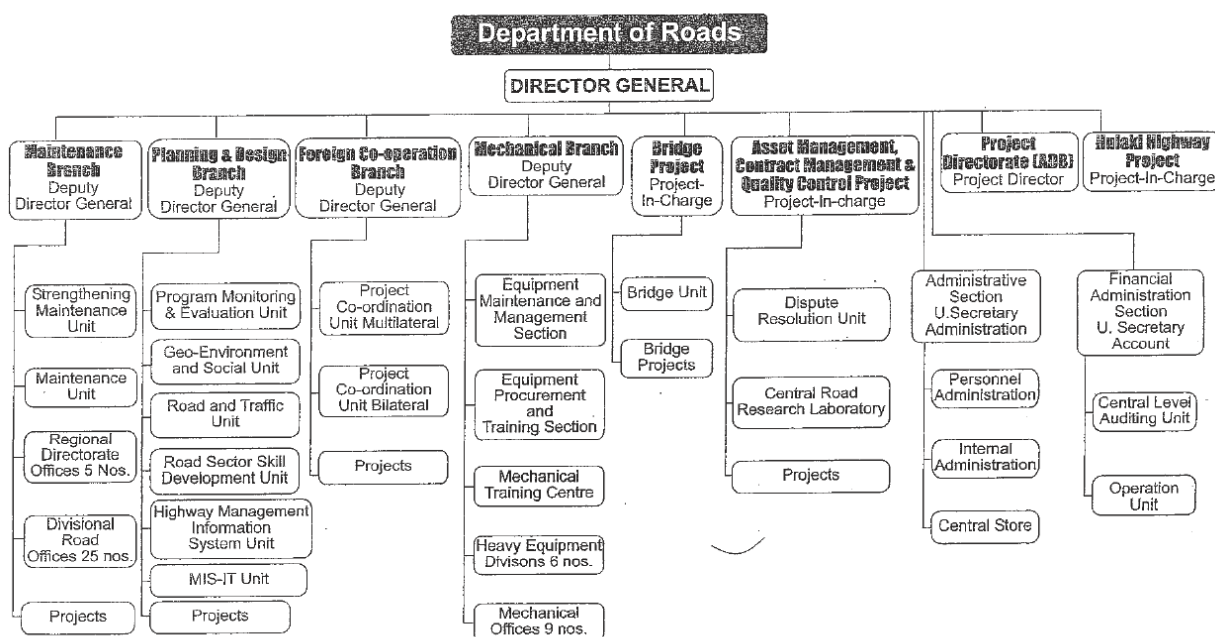 Department of Roads
DIRECTOR GENERAL
Maintenance
Brench
Deputy
Director General
Planning & Design
Branch
Deputy
Director General
Foreign Co-operation
Branch
Deputy
Director General
Mechanical Branch
Deputy
Director General
Bridge
Project
Project-
In-Charge
Asset Management,
Contract Management &
Quality Control Project
Project-In-charge
Project
Directorate (ADB)
Project Director
Hulaki Highway
Project
Project-In-Charge
Strengthening
Maintenance
Unit
Maintenance
Unit
Regional
Directorate
Offices 5 Nos.
Divisional
Road
Offices 25 nos.
Projects
Program Monitoring
& Evaluation Unit
Geo-Environment
and Social Unit
Road and Traffic
Unit
Road Sector Skill
Development Unit
Highway Management
Information
System Unit
MIS-IT Unit
Projects
Project
Co-ordination
Unit Multilateral
Project
Co-ordination
Unit Bilateral
Projects
Equipment
Maintenance and
Management
Section
Equipment
Procurement
and
Training Section
Mechanical
Training Centre
Heavy Equipment
Divisons 6 nos.
Mechanical
Offices 9 nos.
Bridge Unit
Bridge
Projects
Dispute
Resolution Unit
Central Road
Research Laboratory
Projects
Administrative
Section
U.Secretary
Administration
Personnel
Administration
Internal
Administration
Central Store
Financial
Administration
Section
U. Secretary
Account
Central Level
Auditing Unit
Operation
Unit